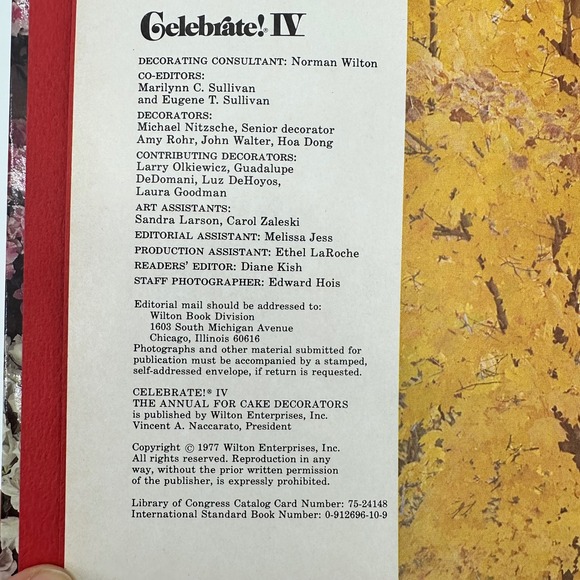 Celebrate!® IV
DECORATING CONSULTANT: Norman Wilton
CO-EDITORS:
Marilynn C. Sullivan
and Eugene T. Sullivan
DECORATORS:
Michael Nitzsche, Senior decorator
Amy Rohr, John Walter, Hoa Dong
CONTRIBUTING DECORATORS:
Larry Olkiewicz, Guadalupe
DeDomani, Luz DeHoyos,
Laura Goodman
ART ASSISTANTS:
Sandra Larson, Carol Zaleski
EDITORIAL ASSISTANT: Melissa Jess
PRODUCTION ASSISTANT: Ethel LaRoche
READERS' EDITOR: Diane Kish
STAFF PHOTOGRAPHER: Edward Hois
Editorial mail should be addressed to:
Wilton Book Division
1603 South Michigan Avenue
Chicago, Illinois 60616
Photographs and other material submitted for
publication must be accompanied by a stamped,
self-addressed envelope, if return is requested.
CELEBRATE!® IV
THE ANNUAL FOR CAKE DECORATORS
is published by Wilton Enterprises, Inc.
Vincent A. Naccarato, President
Copyright © 1977 Wilton Enterprises, Inc.
All rights reserved. Reproduction in any
way, without the prior written permission
of the publisher, is expressly prohibited.
Library of Congress Catalog Card Number: 75-24148
International Standard Book Number: 0-912696-10-9